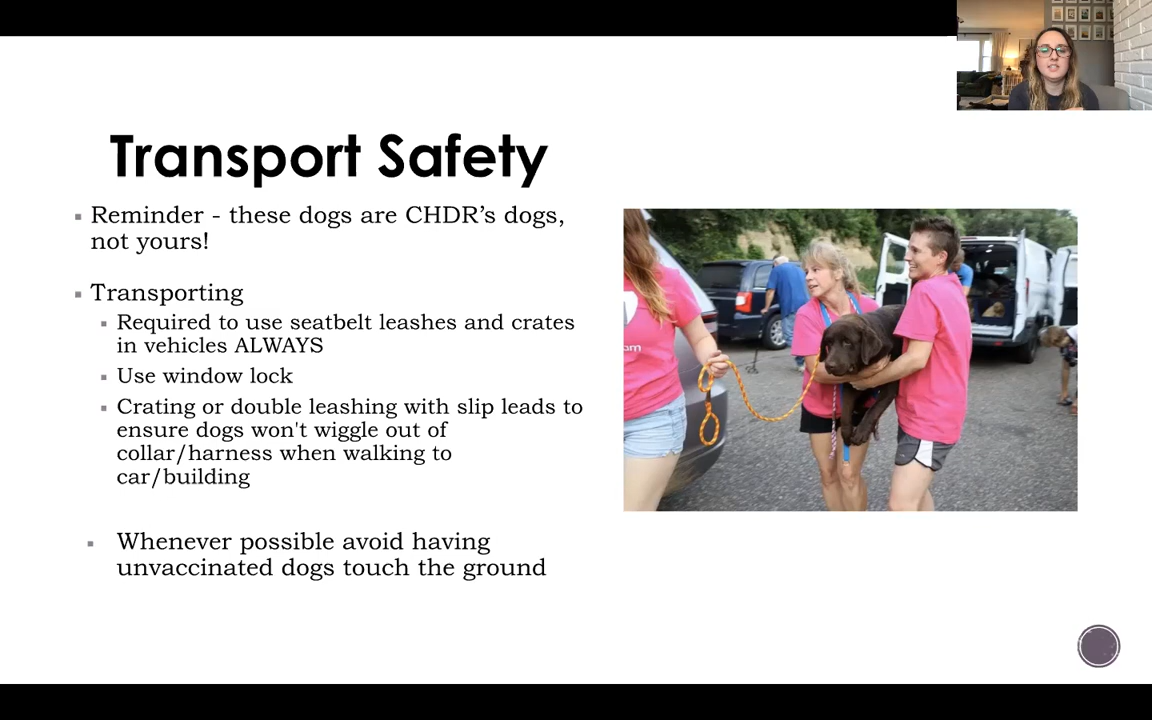 Transport Safety
Reminder - these dogs are CHDR's dogs,
not yours!
Transporting
Required to use seatbelt leashes and crates
in vehicles ALWAYS
Use window lock
Crating or double leashing with slip leads to
ensure dogs won't wiggle out of
collar/harness when walking to
car/building
Whenever possible avoid having
unvaccinated dogs touch the ground
om